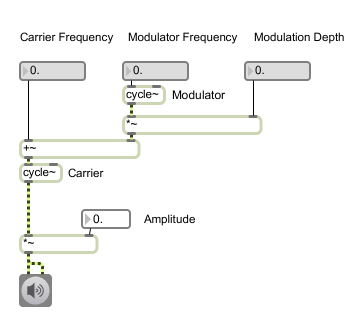 Carrier Frequency Modulator Frequency Modulation Depth
0. 0. 0.
cycle~ Modulator
*~
+~
cycle~ Carrier
0. Amplitude
*~